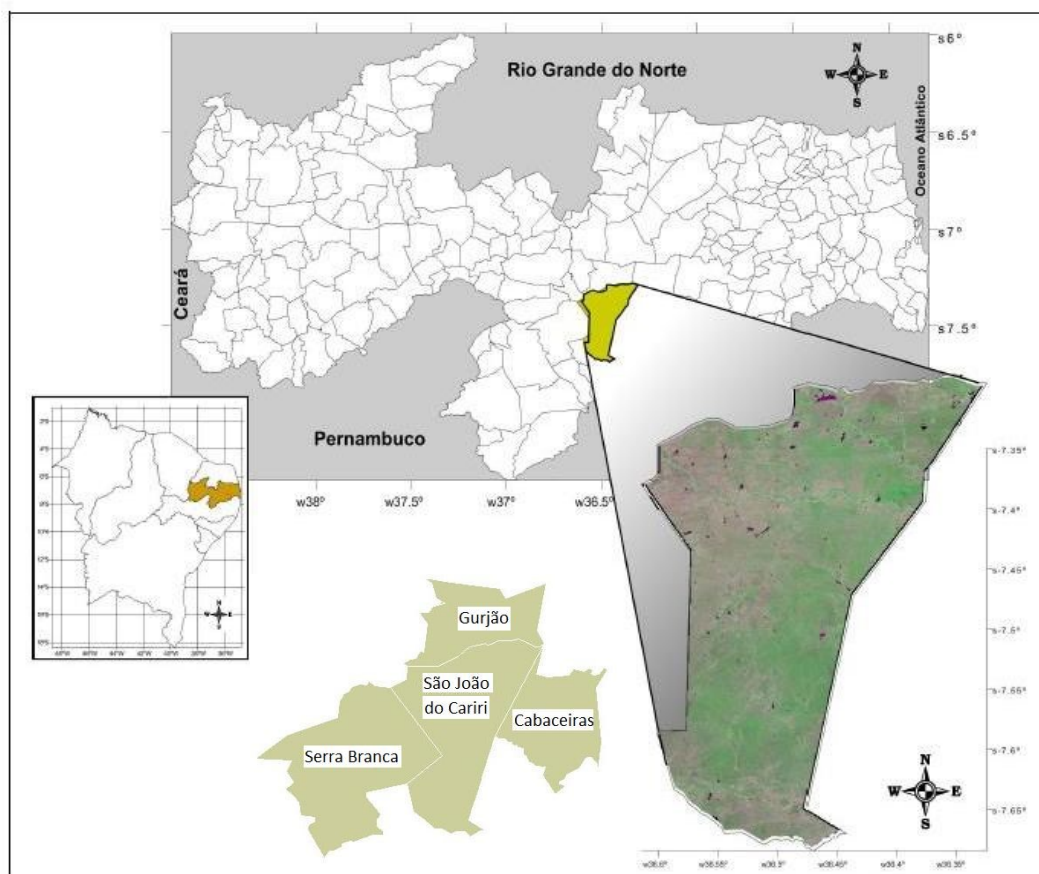 s6°
N
Rio Grande do Norte
W E
S
Oceano Atlântico
s6.5°
s7°
Ceará
s7.5°
Pernambuco
w38° w37.5° w37° w36.5°
s-7.35°
s-7.4°
s-7.45°
s-7.5°
s-7.55°
s-7.6°
s-7.65°
N
W E
S
Gurjão
São João
do Cariri
Cabaceiras
Serra Branca
N
W E
S
w36.6° w36.55° w36.5° w36.45° w36.4° w36.35°